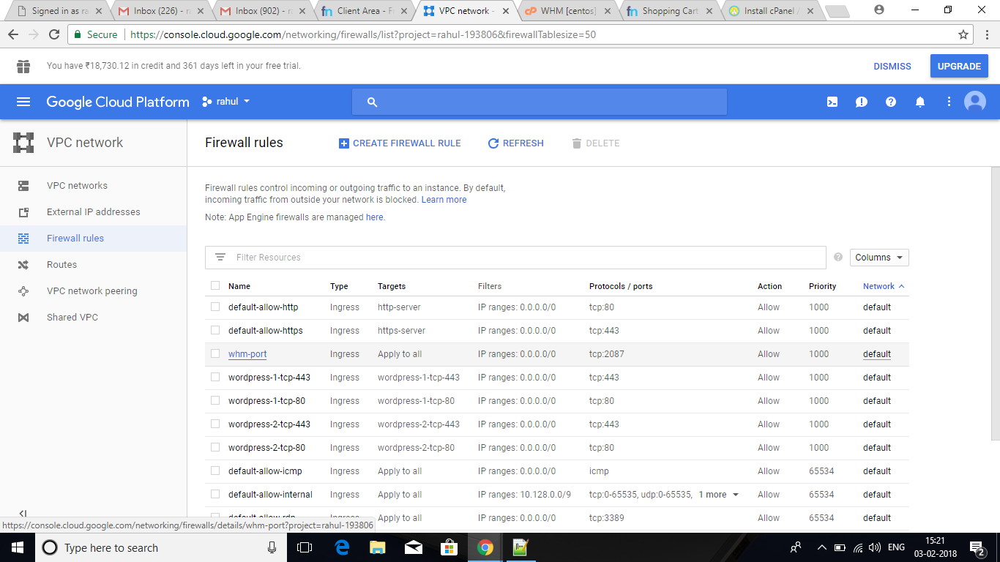 Signed in as ra
Inbox (226) - ra
Inbox (902) - ra
Client Area - F
VPC network -
WHM [centos]
Shopping Cart
Install cPanel /
Secure
https://console.cloud.google.com/networking/firewalls/list?project=rahul-193806&firewallTablesize=50
You have ₹18,730.12 in credit and 361 days left in your free trial.
DISMISS
UPGRADE
Google Cloud Platform
rahul
VPC network
Firewall rules
CREATE FIREWALL RULE
REFRESH
DELETE
VPC networks
External IP addresses
Firewall rules
Routes
VPC network peering
Shared VPC
Firewall rules control incoming or outgoing traffic to an instance. By default,
incoming traffic from outside your network is blocked. Learn more
Note: App Engine firewalls are managed here.
Filter Resources
Columns
Name Type Targets Filters Protocols / ports Action Priority Network
default-allow-http Ingress http-server IP ranges: 0.0.0.0/0 tcp:80 Allow 1000 default
default-allow-https Ingress https-server IP ranges: 0.0.0.0/0 tcp:443 Allow 1000 default
whm-port Ingress Apply to all IP ranges: 0.0.0.0/0 tcp:2087 Allow 1000 default
wordpress-1-tcp-443 Ingress wordpress-1-tcp-443 IP ranges: 0.0.0.0/0 tcp:443 Allow 1000 default
wordpress-1-tcp-80 Ingress wordpress-1-tcp-80 IP ranges: 0.0.0.0/0 tcp:80 Allow 1000 default
wordpress-2-tcp-443 Ingress wordpress-2-tcp-443 IP ranges: 0.0.0.0/0 tcp:443 Allow 1000 default
wordpress-2-tcp-80 Ingress wordpress-2-tcp-80 IP ranges: 0.0.0.0/0 tcp:80 Allow 1000 default
default-allow-icmp Ingress Apply to all IP ranges: 0.0.0.0/0 icmp Allow 65534 default
default-allow-internal Ingress Apply to all IP ranges: 10.128.0.0/9 tcp:0-65535, udp:0-65535, 1 more Allow 65534 default
default-allow-rdp Ingress Apply to all IP ranges: 0.0.0.0/0 tcp:3389 Allow 65534 default
https://console.cloud.google.com/networking/firewalls/details/whm-port?project=rahul-193806
Type here to search
ENG
15:21
03-02-2018
2